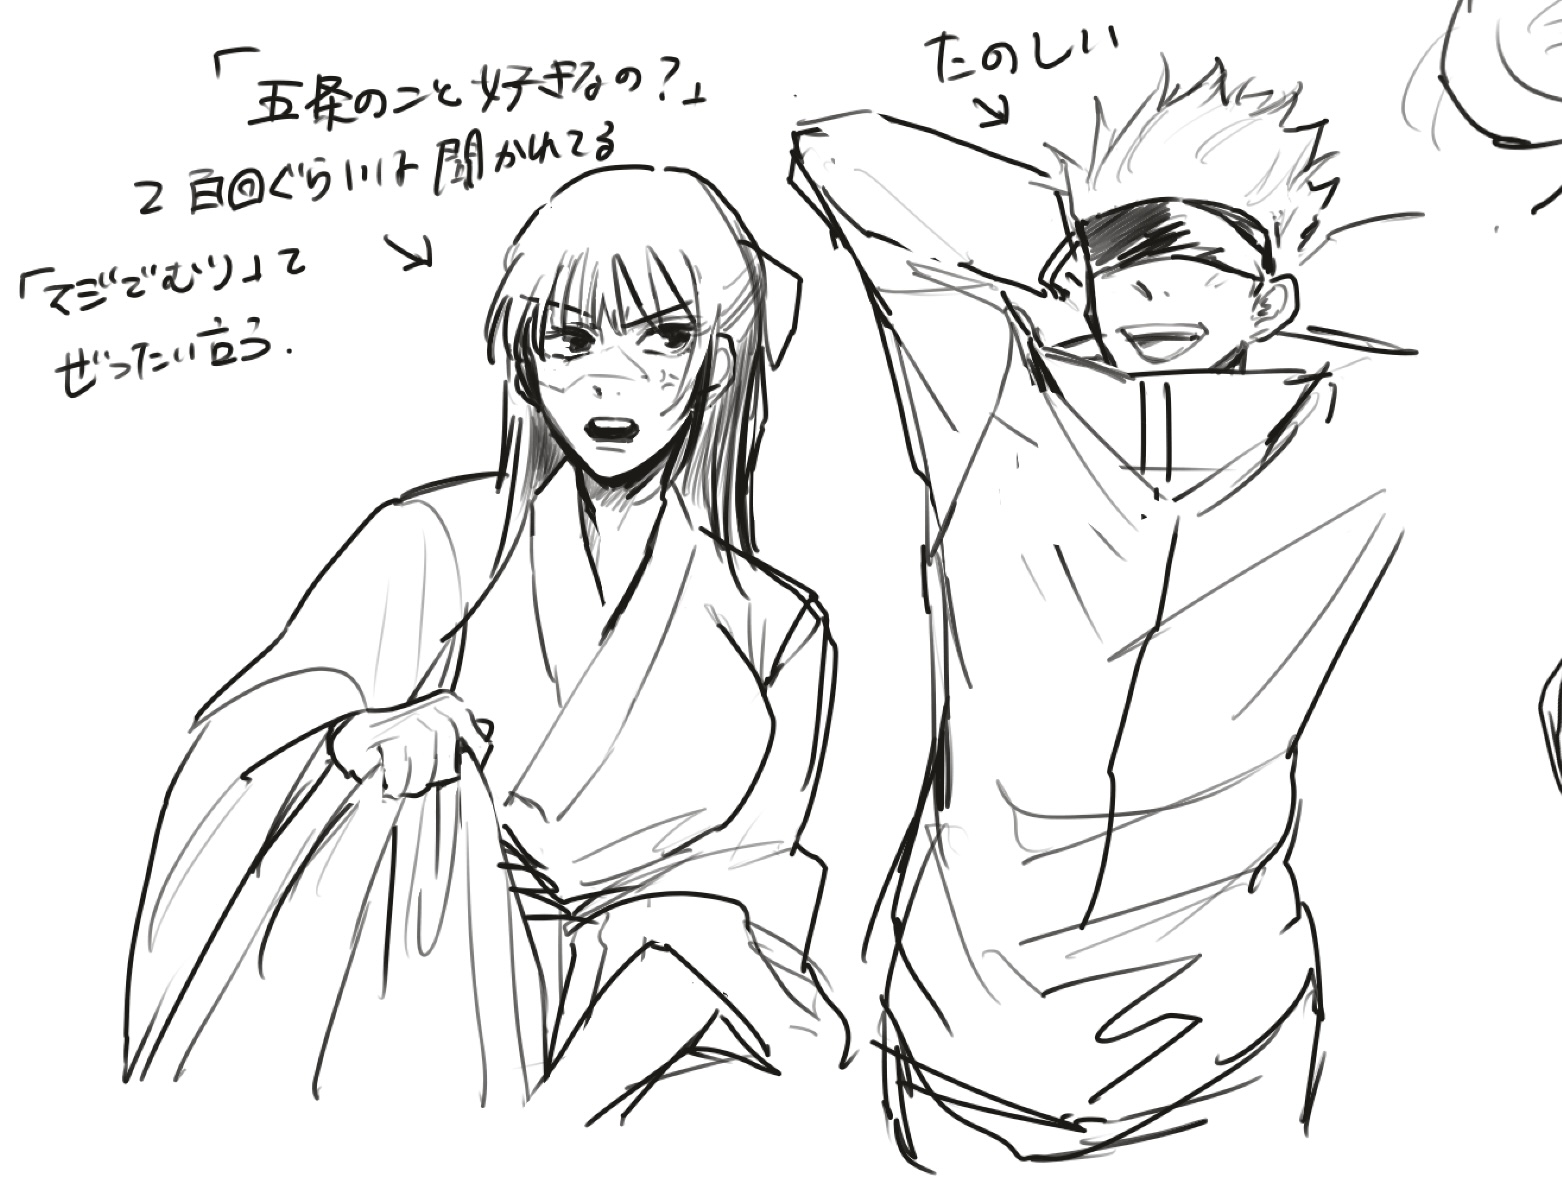 「五条のこと好きなの？」
2百回ぐらいは聞かれてる
「マジでむり」て
ぜったい言う.
たのしい